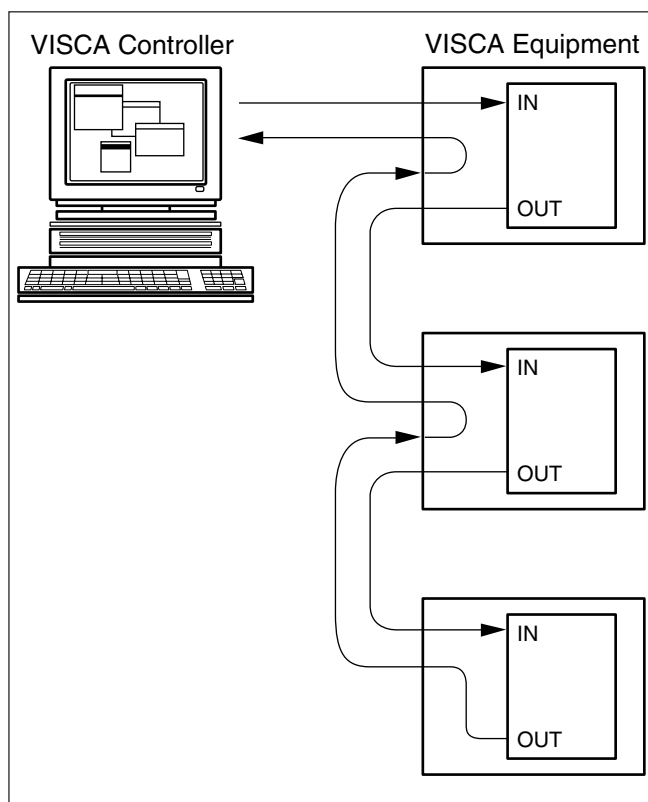 VISCA Controller
VISCA Equipment
IN
OUT
IN
OUT
IN
OUT